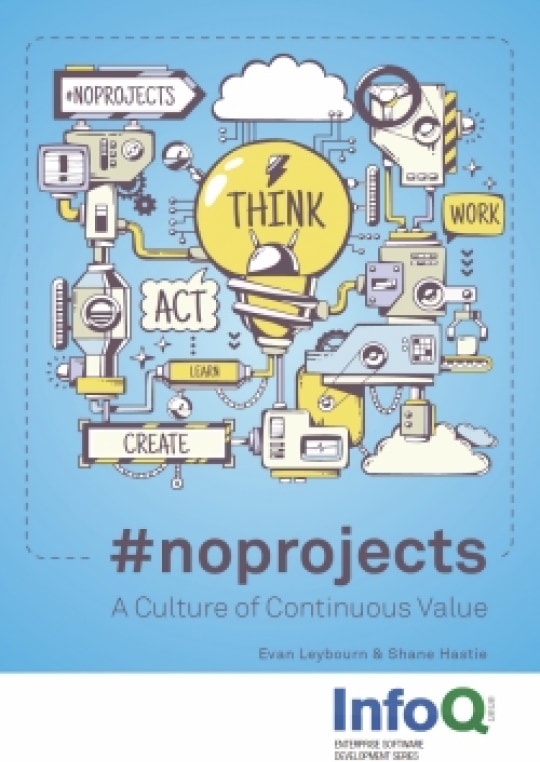 #NOPROJECTS
THINK
WORK
ACT
LEARN
CREATE
#noprojects
A Culture of Continuous Value
Evan Leybourn & Shane Hastie
InfoQ
ENTERPRISE SOFTWARE
DEVELOPMENT SERIES